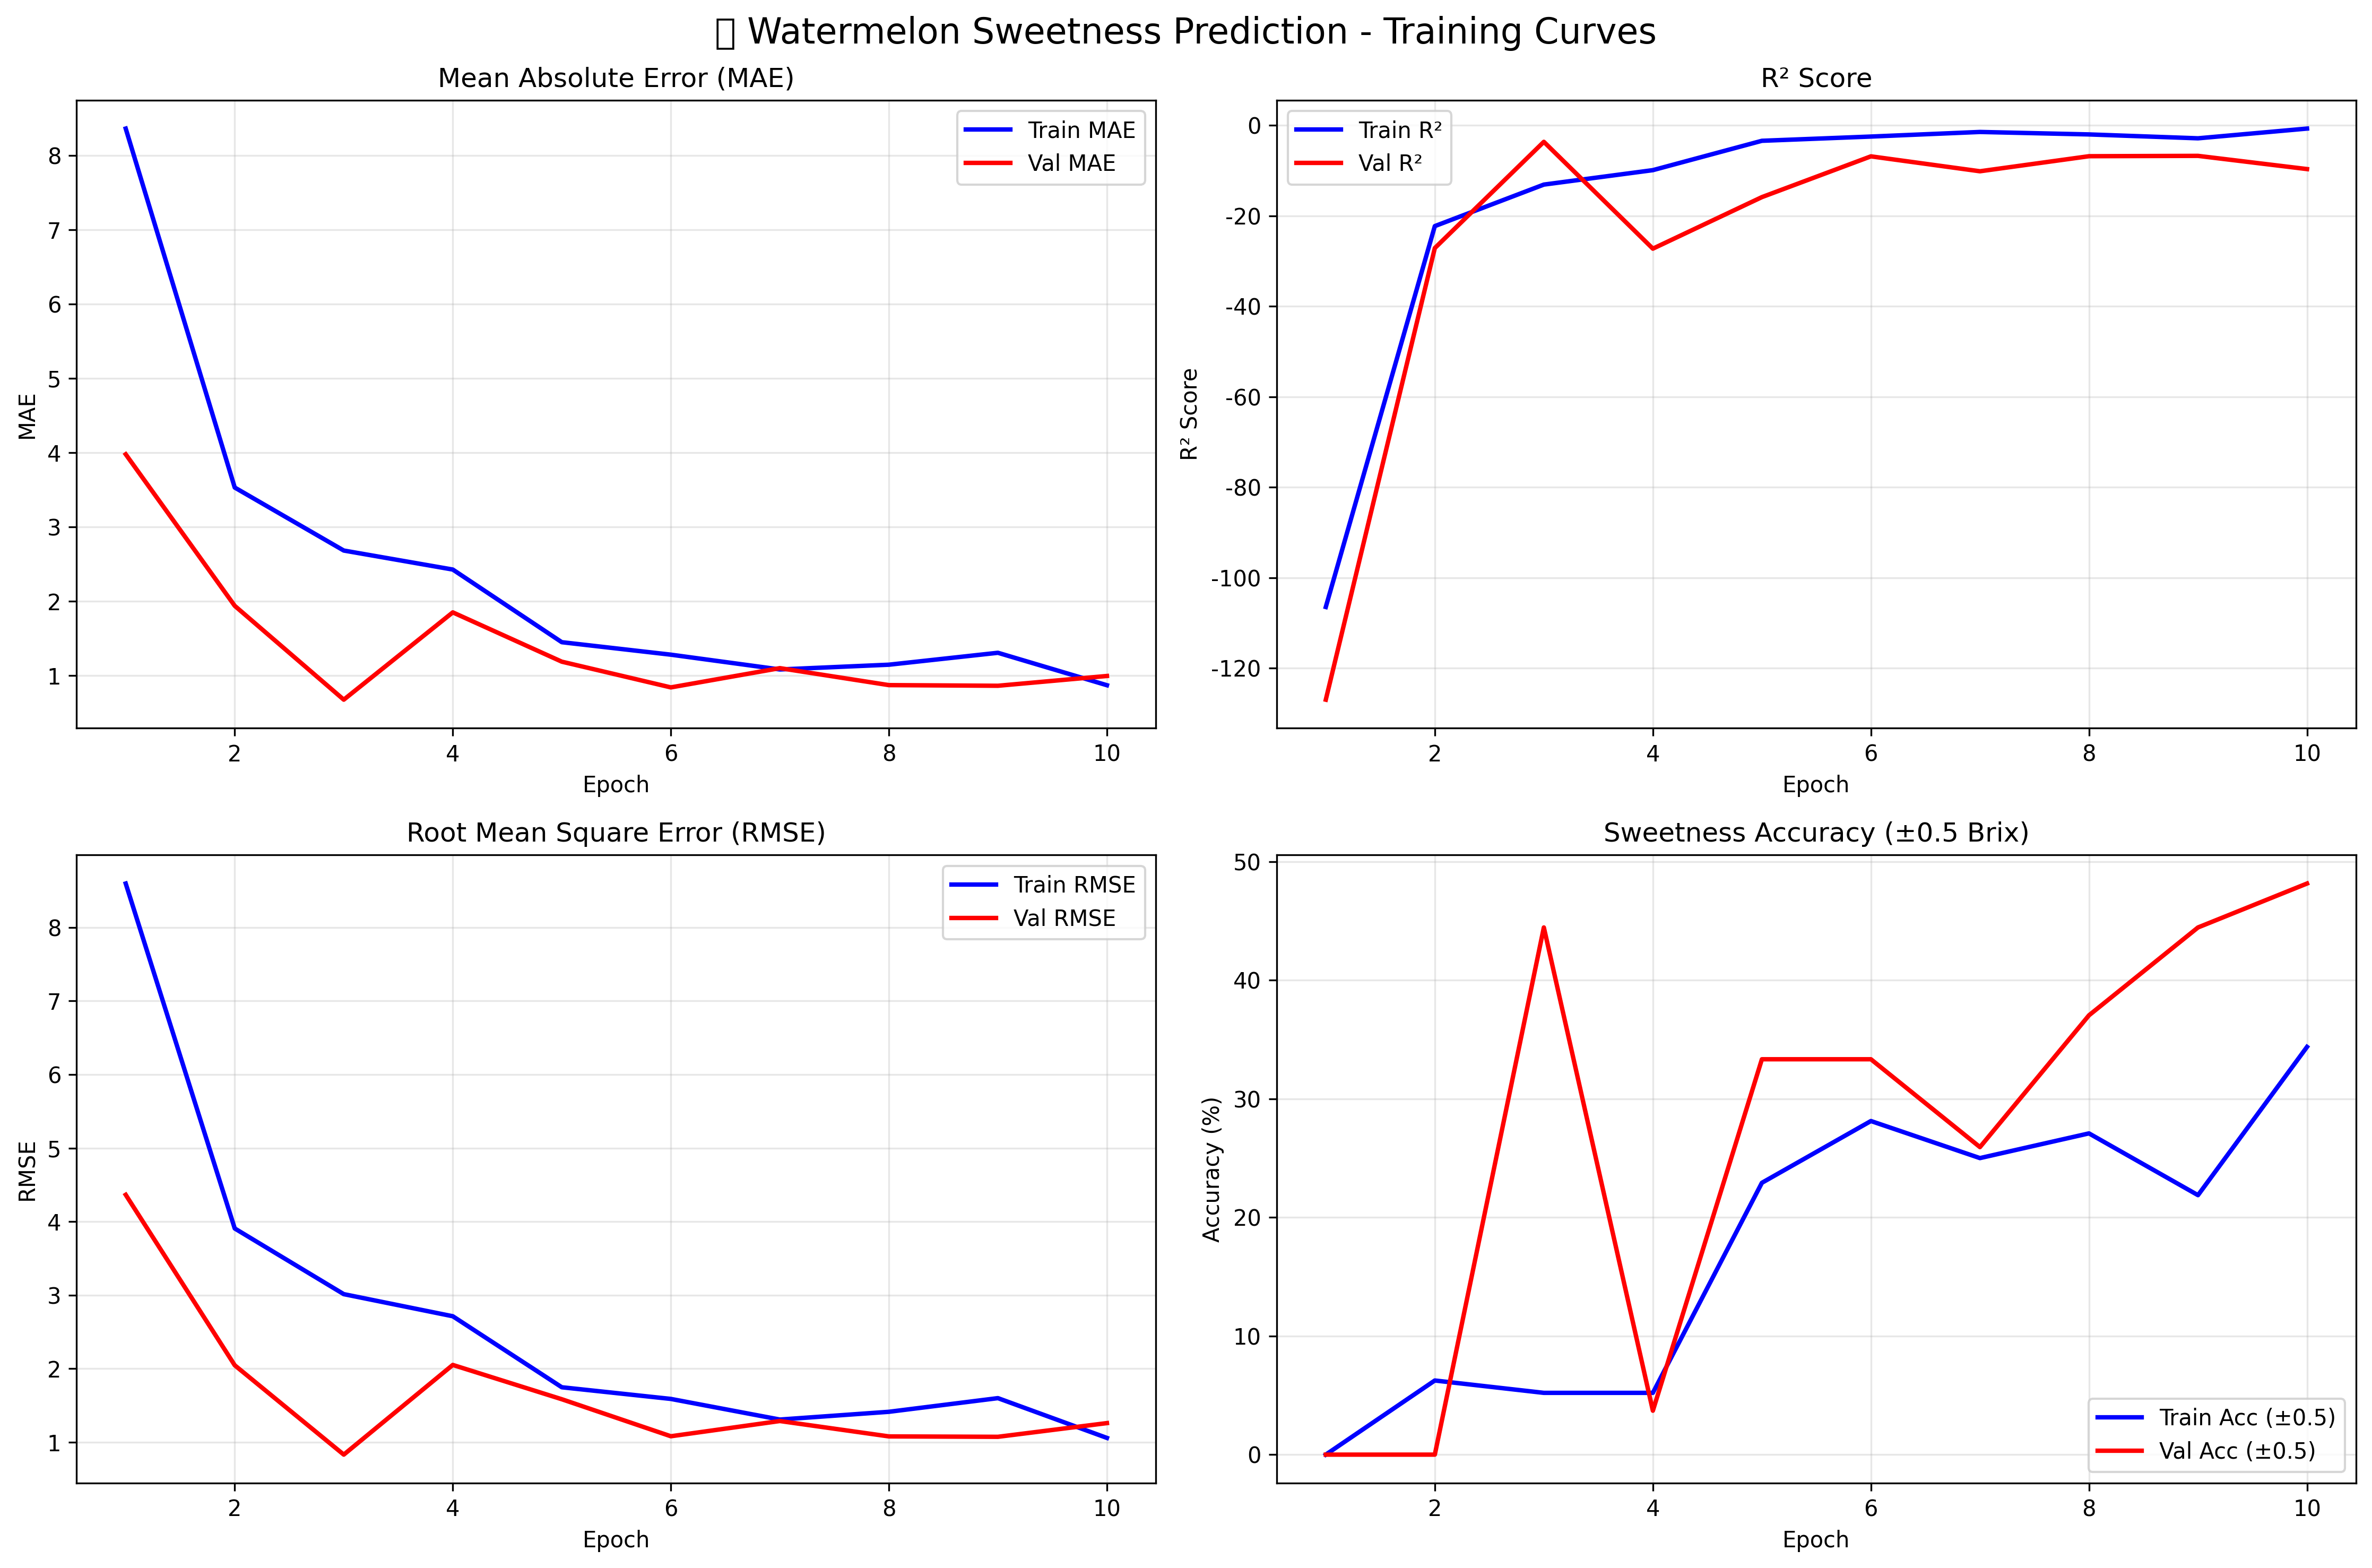 Watermelon Sweetness Prediction - Training Curves
Mean Absolute Error (MAE)
Train MAE
Val MAE
8
7
6
5
4
3
2
1
MAE
2 4 6 8 10
Epoch
R² Score
Train R²
Val R²
0
-20
-40
-60
-80
-100
-120
R² Score
2 4 6 8 10
Epoch
Root Mean Square Error (RMSE)
Train RMSE
Val RMSE
8
7
6
5
4
3
2
1
RMSE
2 4 6 8 10
Epoch
Sweetness Accuracy (±0.5 Brix)
50
40
30
20
10
0
Accuracy (%)
Train Acc (±0.5)
Val Acc (±0.5)
2 4 6 8 10
Epoch